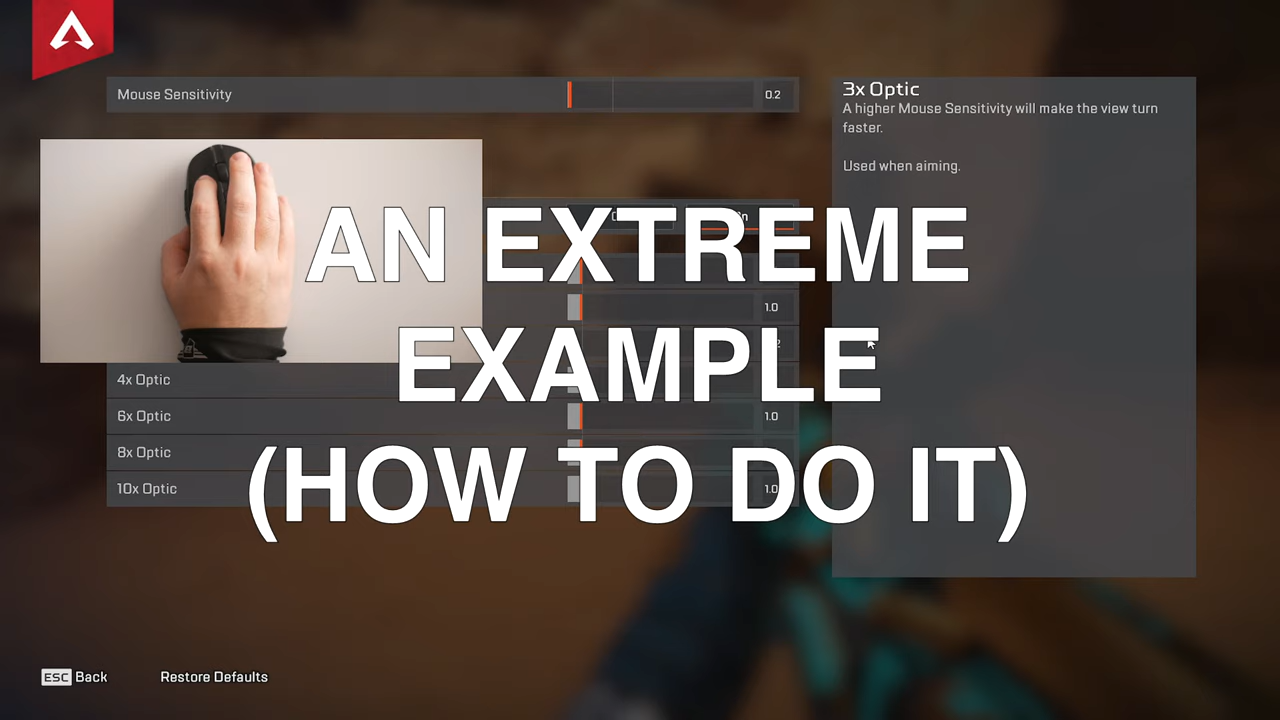 Mouse Sensitivity
0.2
3x Optic
A higher Mouse Sensitivity will make the view turn
faster.
Used when aiming.
AN EXTREME
1.0
EXAMPLE
4x Optic
6x Optic
1.0
8x Optic
(HOW TO DO IT)
10x Optic
1.0
ESC Back
Restore Defaults